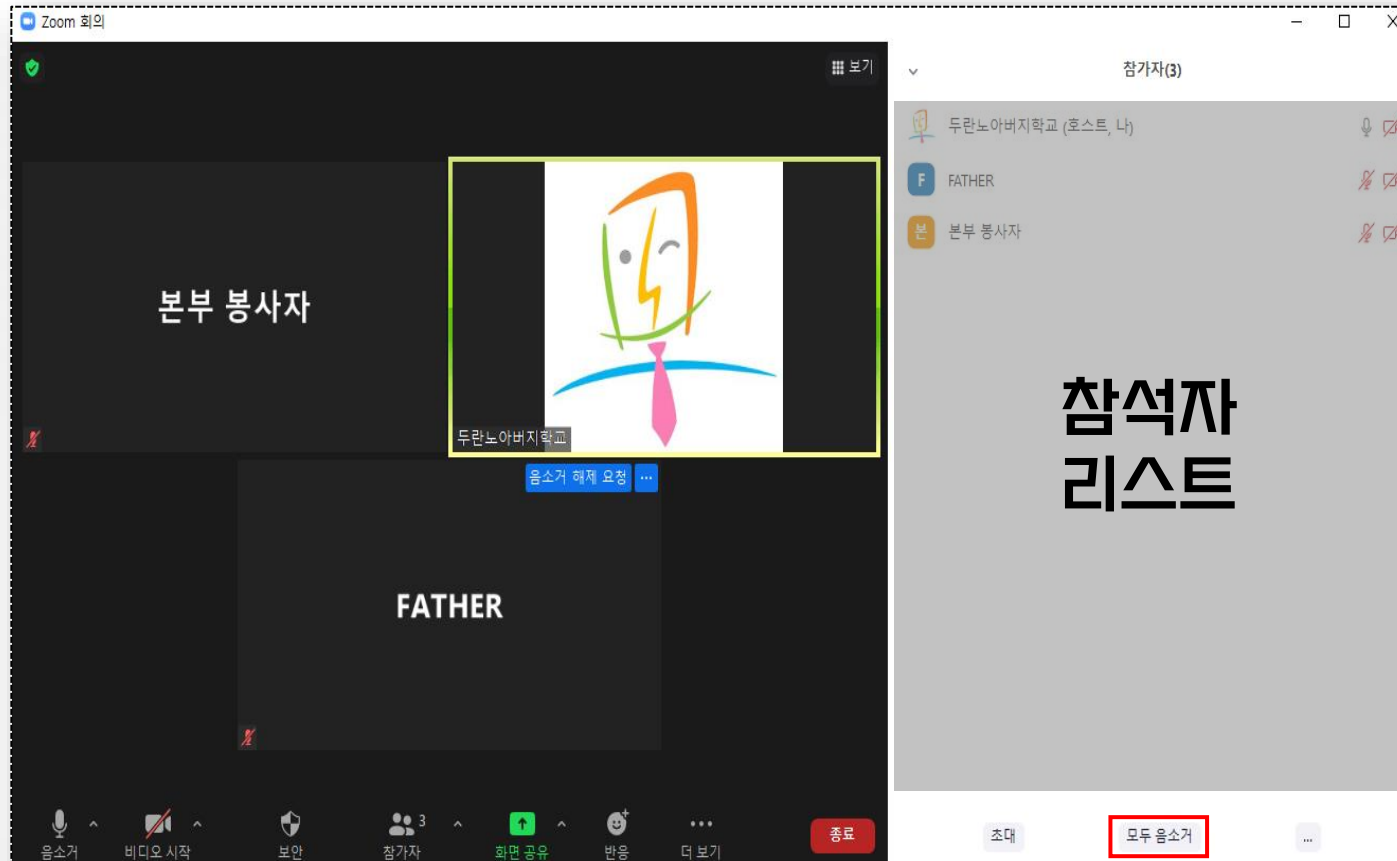 Zoom 회의
보기
참가자(3)
두란노아버지학교 (호스트, 나)
F FATHER
본 본부 봉사자
본부 봉사자
두란노아버지학교
음소거 해제 요청 ...
FATHER
참석자
리스트
음소거
비디오 시작
보안
3
참가자
화면 공유
반응
더 보기
종료
초대
모두 음소거
...